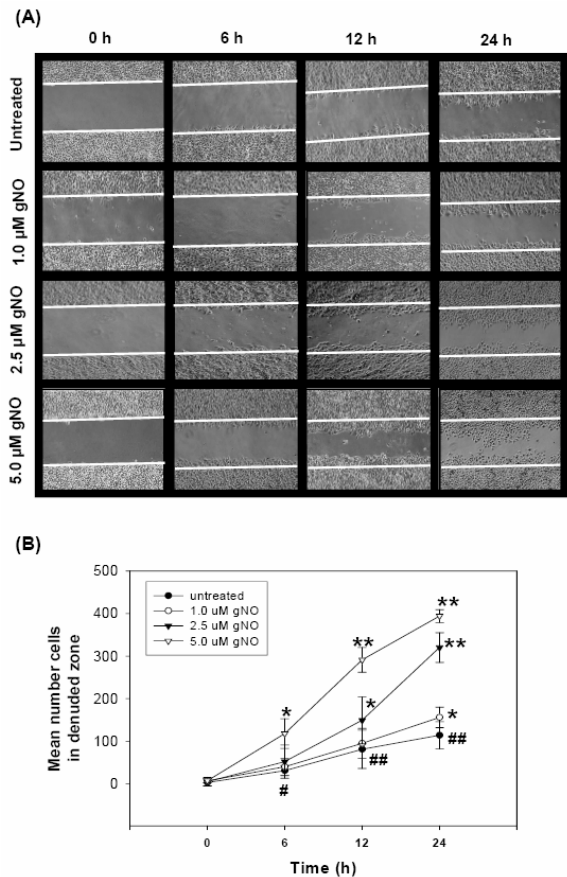 (A)
0 h 6 h 12 h 24 h
Untreated
1.0 µM gNO
2.5 µM gNO
5.0 µM gNO
(B)
500
400
300
200
100
0
Mean number cells
in denuded zone
untreated
1.0 uM gNO
2.5 uM gNO
5.0 uM gNO
* ** **
* **
*
# ## ##
0 6 12 24
Time (h)